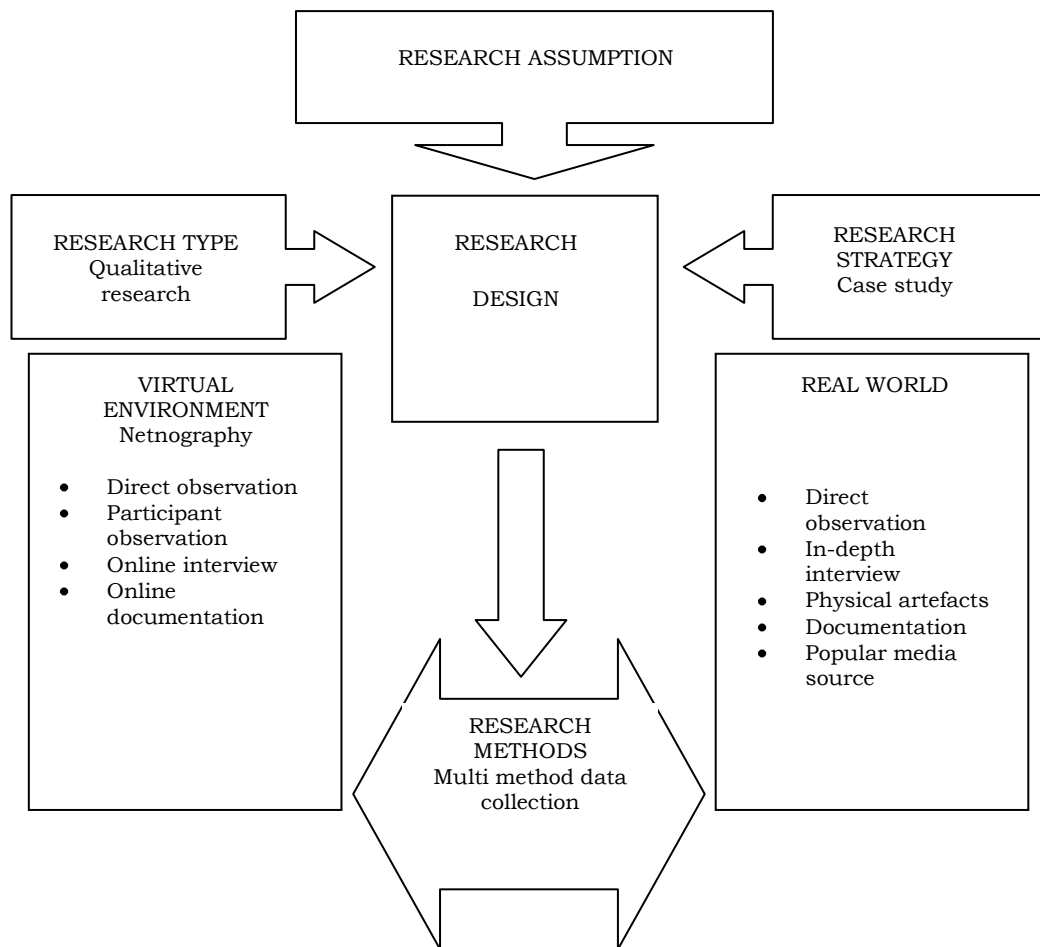 RESEARCH ASSUMPTION
RESEARCH TYPE
Qualitative
research
RESEARCH
DESIGN
RESEARCH
STRATEGY
Case study
VIRTUAL
ENVIRONMENT
Netnography
• Direct observation
• Participant
observation
• Online interview
• Online
documentation
REAL WORLD
• Direct
observation
• In-depth
interview
• Physical artefacts
• Documentation
• Popular media
source
RESEARCH
METHODS
Multi method data
collection